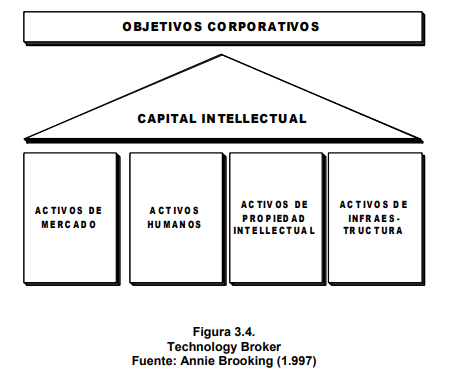 OBJETIVOS CORPORATIVOS
CAPITAL INTELLECTUAL
ACTIVOS DE
MERCADO
ACTIVOS
HUMANOS
ACTIVOS DE
PROPIEDAD
INTELLECTUAL
ACTIVOS DE
INFRAES-
TRUCTURA
Figura 3.4.
Technology Broker
Fuente: Annie Brooking (1.997)